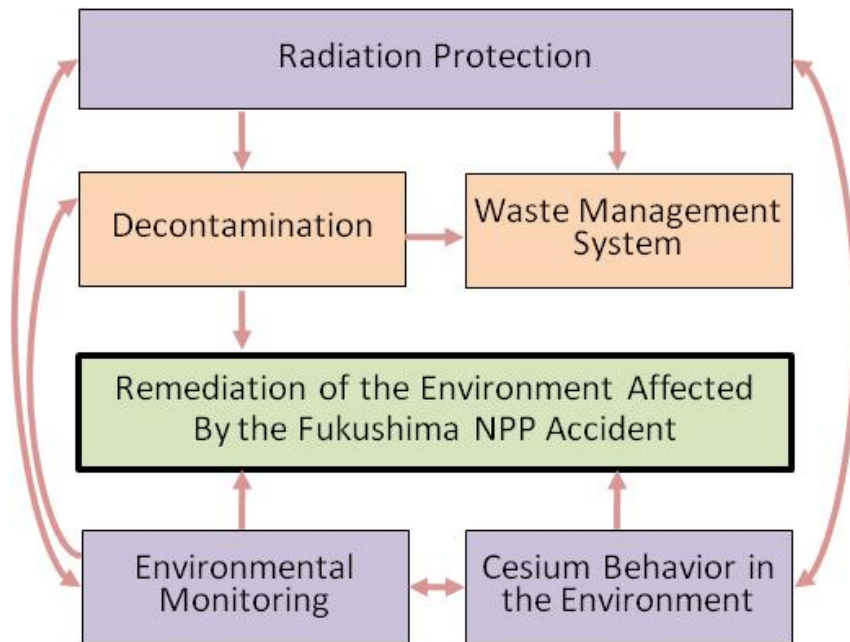 Radiation Protection
Decontamination
Waste Management
System
Remediation of the Environment Affected
By the Fukushima NPP Accident
Environmental
Monitoring
Cesium Behavior in
the Environment